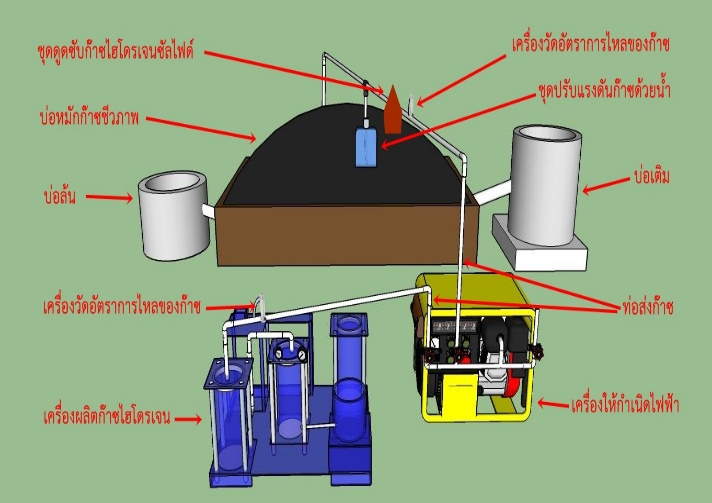 ชุดดูดซับก๊าซไฮโดรเจนซัลไฟด์
เครื่องวัดอัตราการไหลของก๊าซ
ชุดปรับแรงดันก๊าซด้วยน้ำ
บ่อหมักก๊าซชีวภาพ
บ่อเติม
บ่อล้น
เครื่องวัดอัตราการไหลของก๊าซ
ท่อส่งก๊าซ
เครื่องให้กำเนิดไฟฟ้า
เครื่องผลิตก๊าซไฮโดรเจน